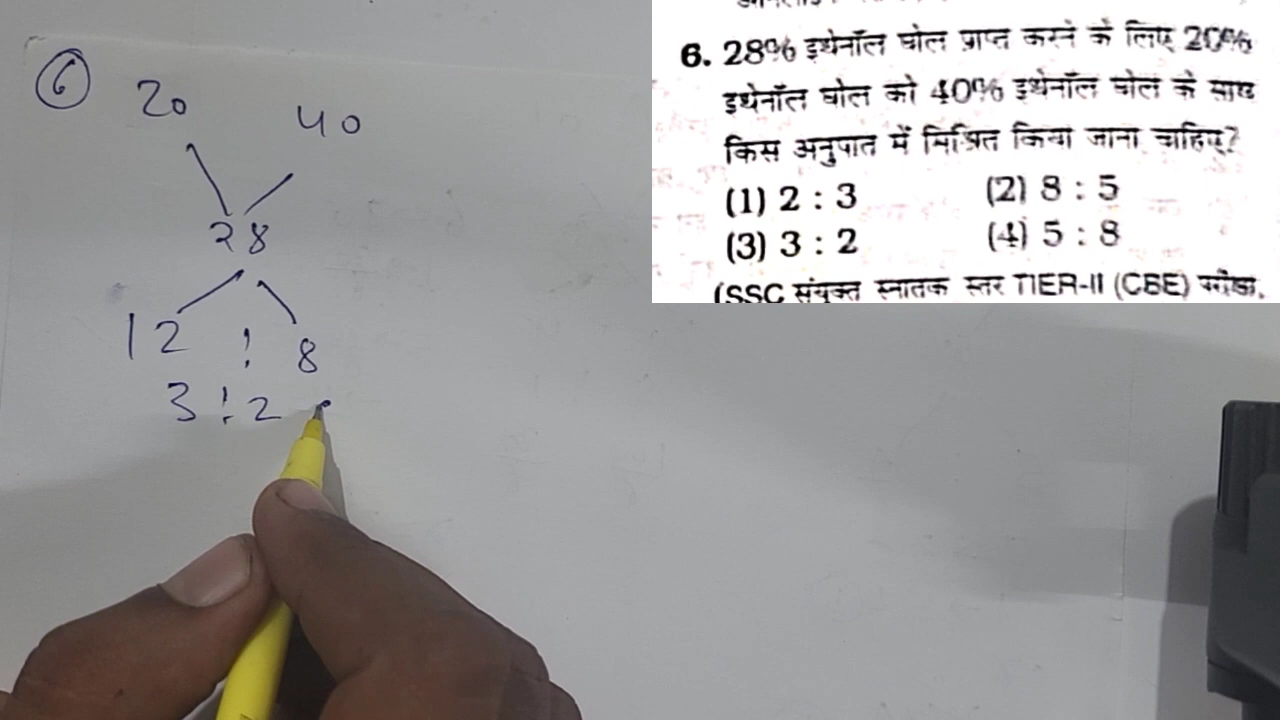 6
20 40
28
12 : 8
3 : 2
6. 28% इथेनॉल घोल प्राप्त करने के लिए 20%
इथेनॉल घोल को 40% इथेनॉल घोल के साथ
किस अनुपात में मिश्रित किया जाना चाहिए?
(1) 2 : 3 (2) 8 : 5
(3) 3 : 2 (4) 5 : 8
(SSC संयुक्त स्नातक स्तर TIER-II (CBE) परीक्षा,